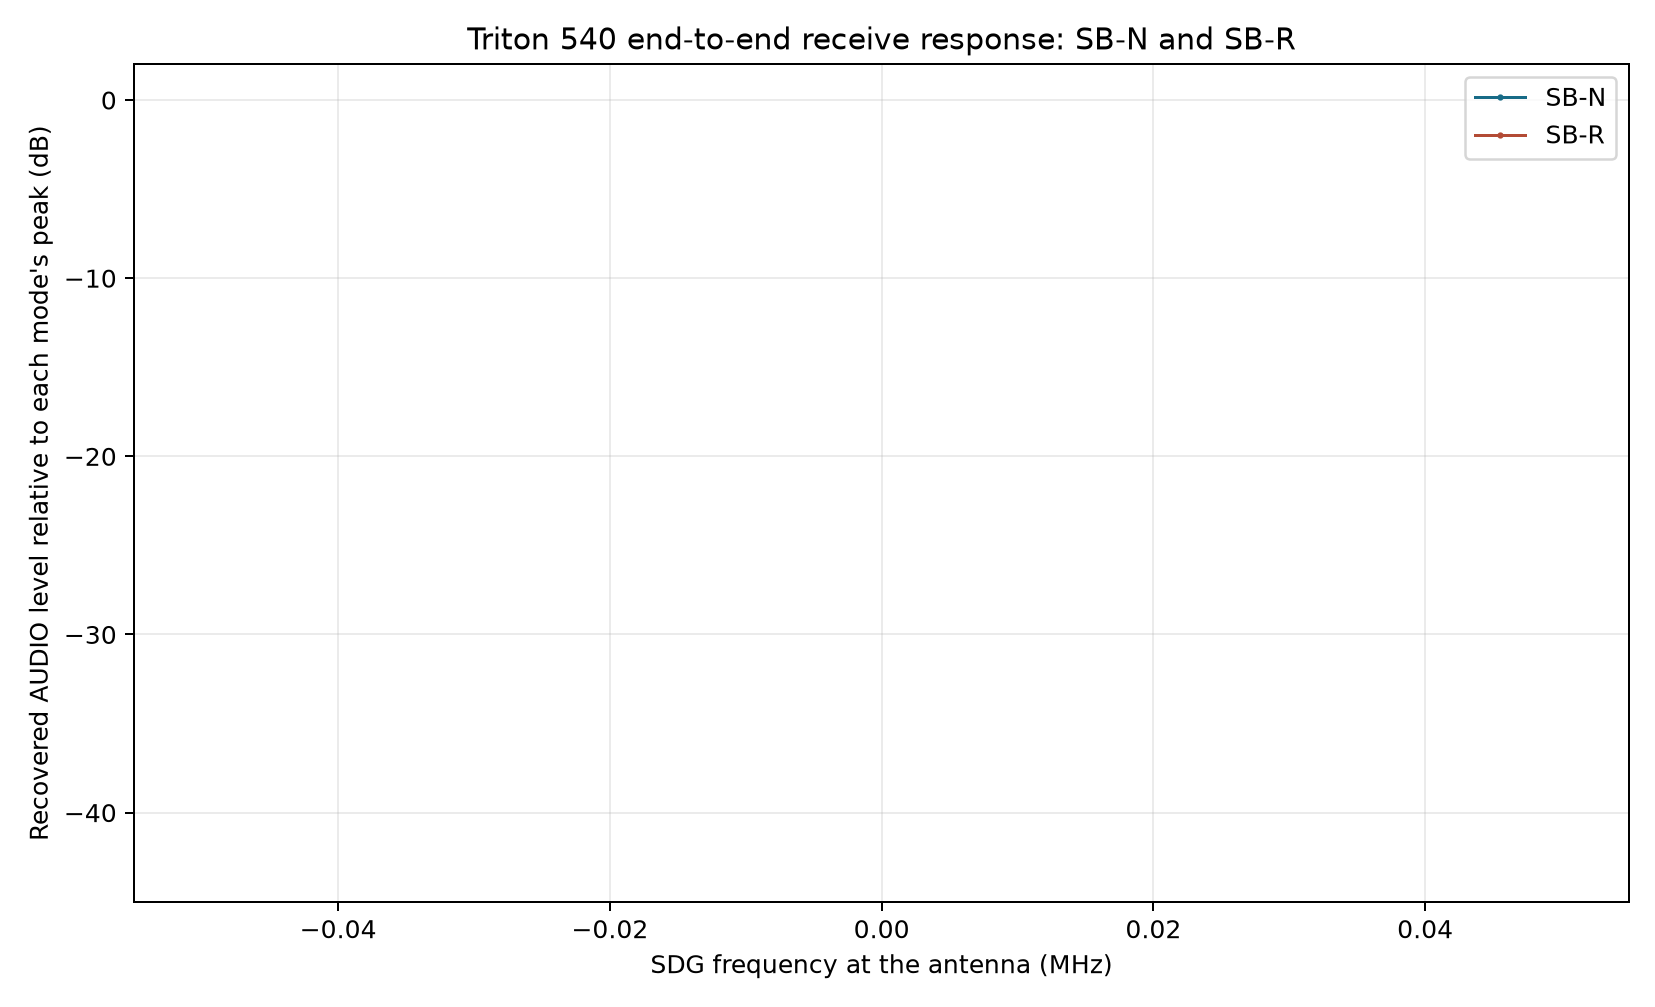 Triton 540 end-to-end receive response: SB-N and SB-R
SB-N
SB-R
Recovered AUDIO level relative to each mode's peak (dB)
0
−10
−20
−30
−40
−0.04
−0.02
0.00
0.02
0.04
SDG frequency at the antenna (MHz)